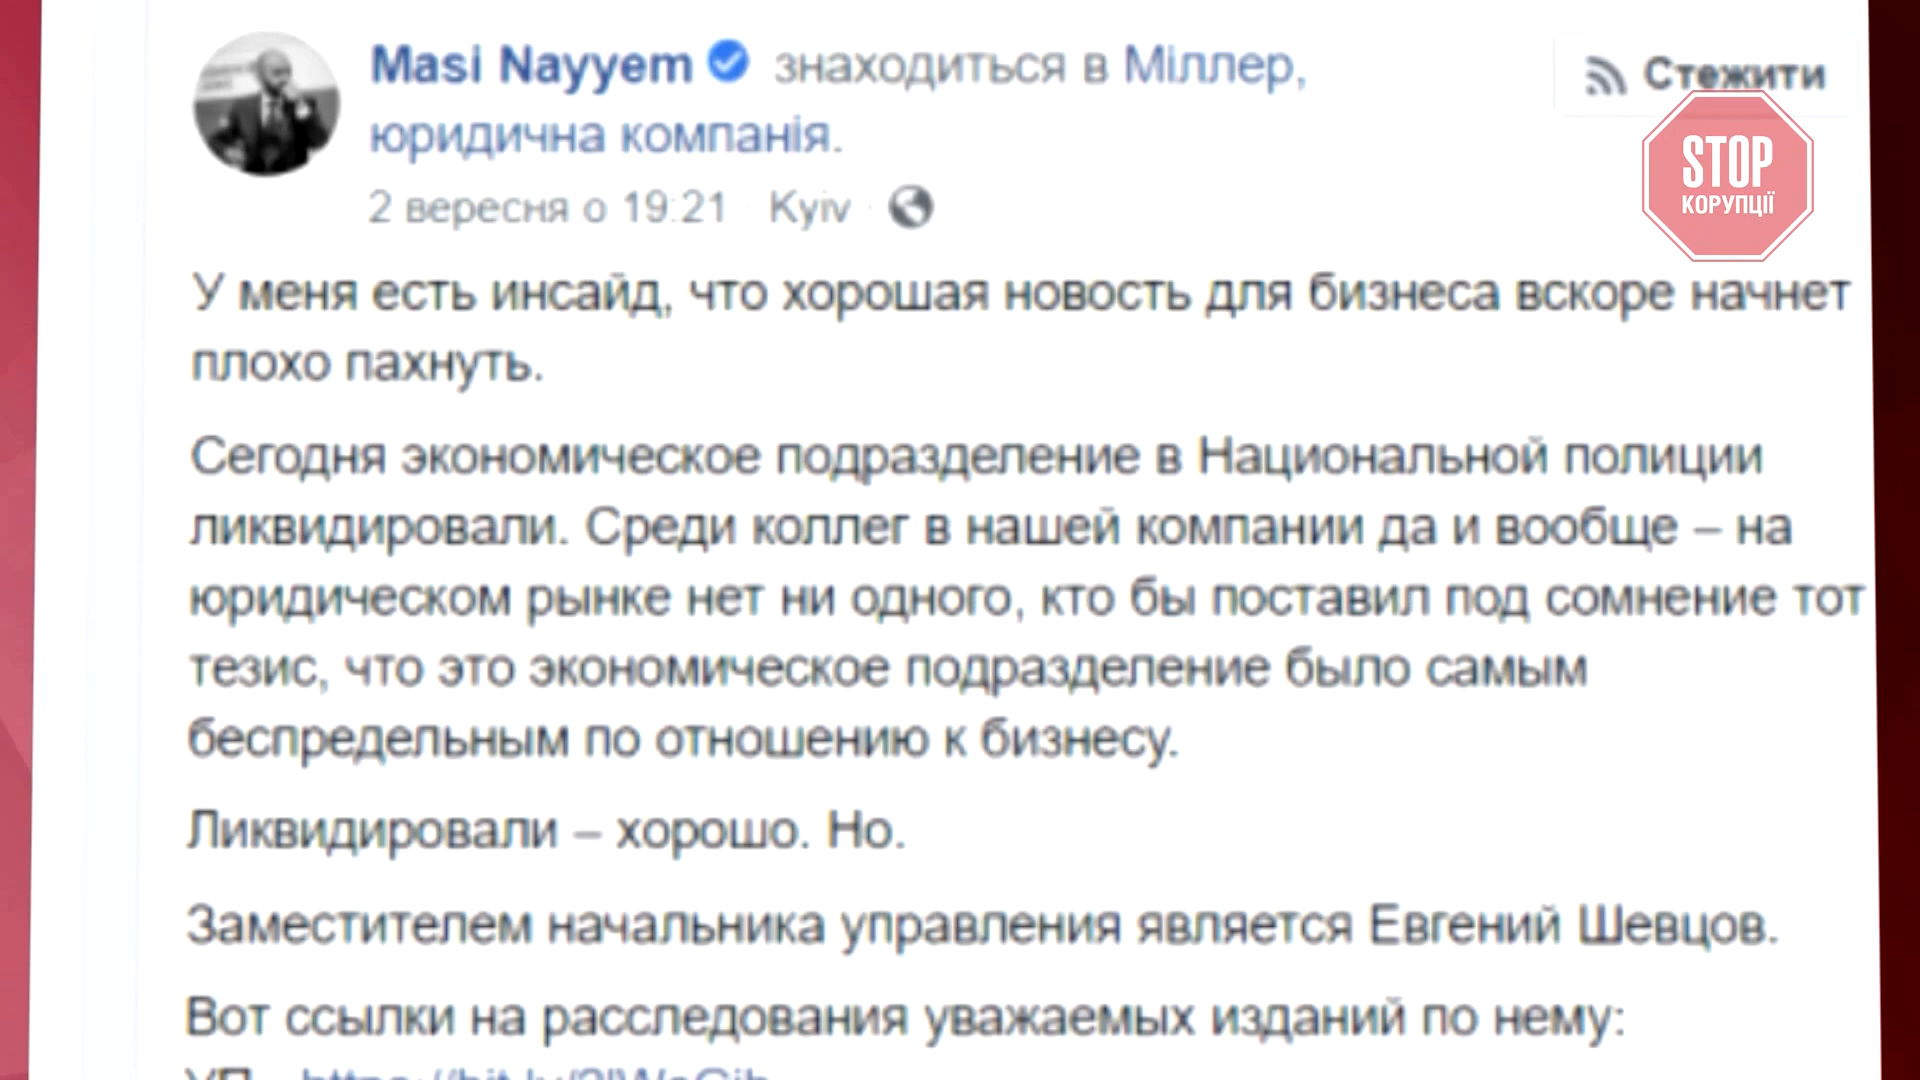 Masi Nayyem знаходиться в Міллер,
юридична компанія.
2 вересня о 19:21 · Kyiv ·
Стежити
STOP
КОРУПЦІЇ
У меня есть инсайд, что хорошая новость для бизнеса вскоре начнет
плохо пахнуть.
Сегодня экономическое подразделение в Национальной полиции
ликвидировали. Среди коллег в нашей компании да и вообще – на
юридическом рынке нет ни одного, кто бы поставил под сомнение тот
тезис, что это экономическое подразделение было самым
беспредельным по отношению к бизнесу.
Ликвидировали – хорошо. Но.
Заместителем начальника управления является Евгений Шевцов.
Вот ссылки на расследования уважаемых изданий по нему:
УП